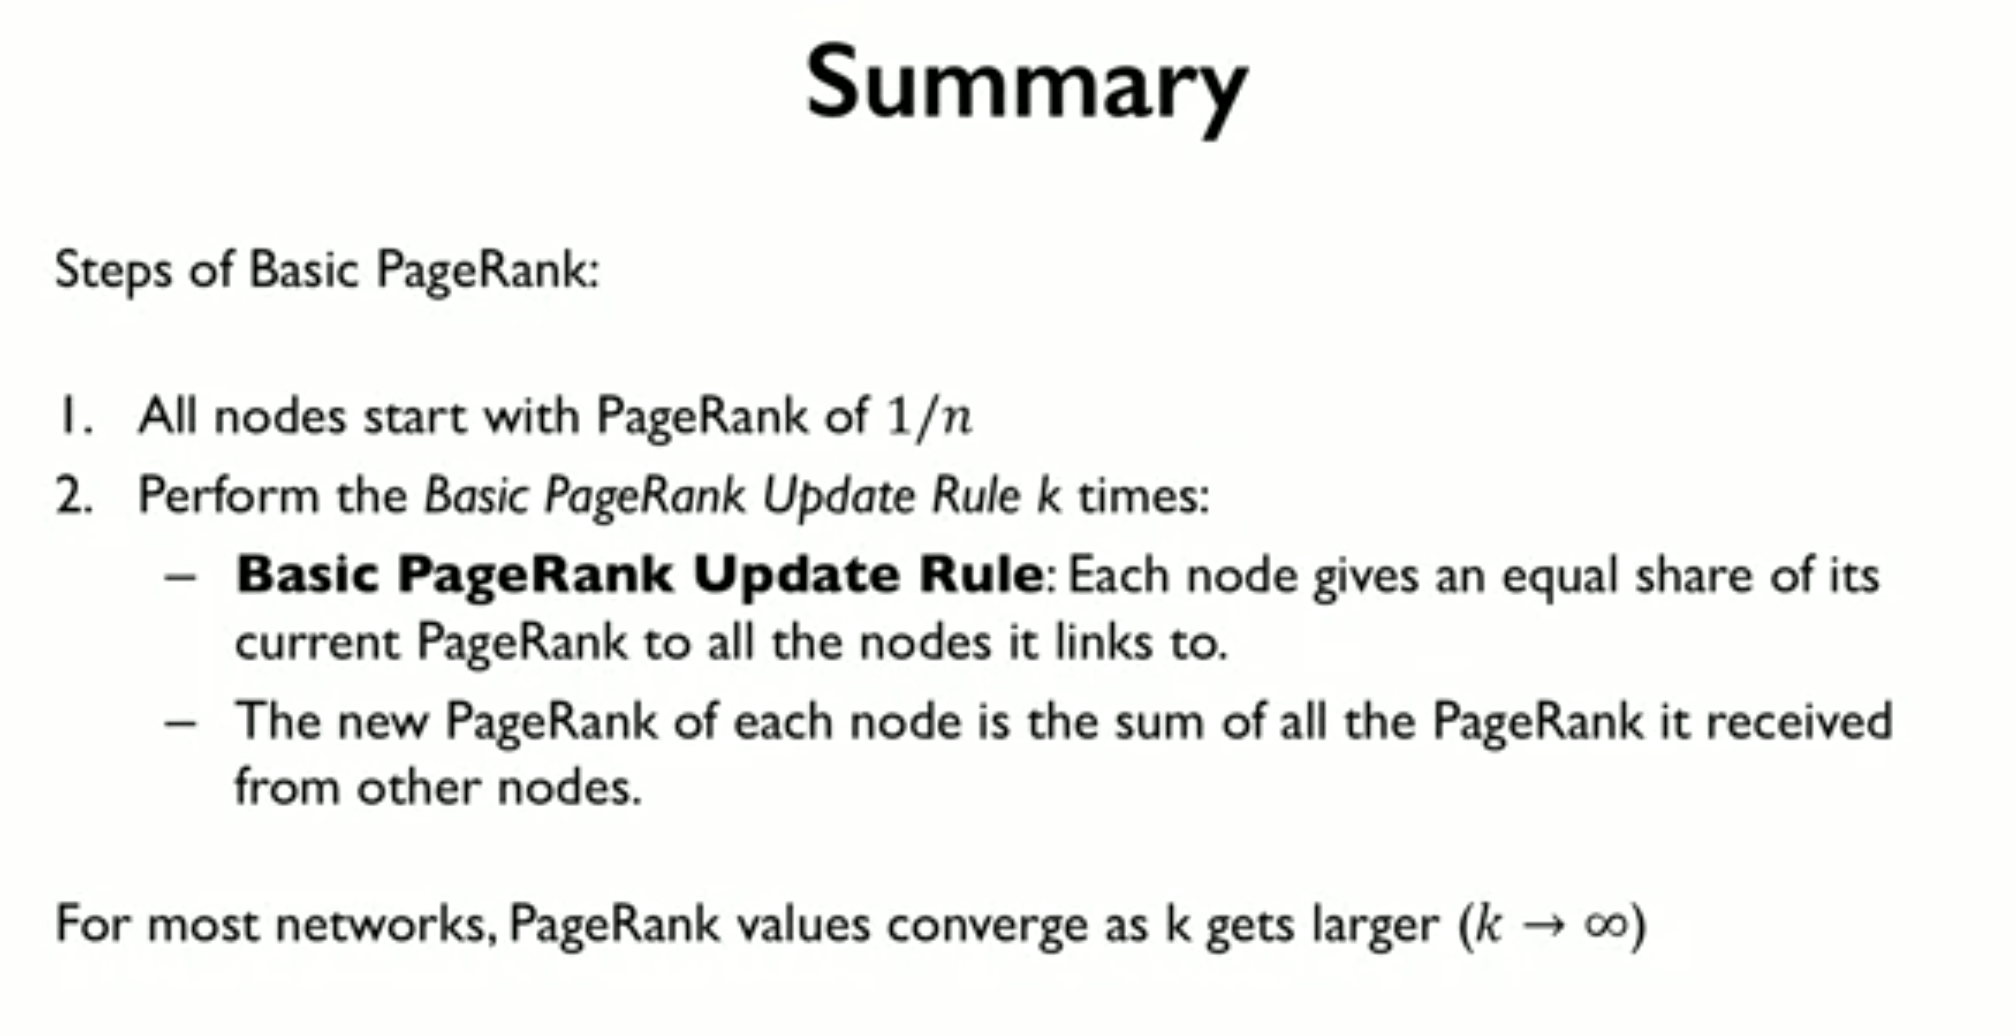 Summary
Steps of Basic PageRank:
1. All nodes start with PageRank of 1/n
2. Perform the Basic PageRank Update Rule k times:
– Basic PageRank Update Rule: Each node gives an equal share of its
current PageRank to all the nodes it links to.
– The new PageRank of each node is the sum of all the PageRank it received
from other nodes.
For most networks, PageRank values converge as k gets larger (k → ∞)